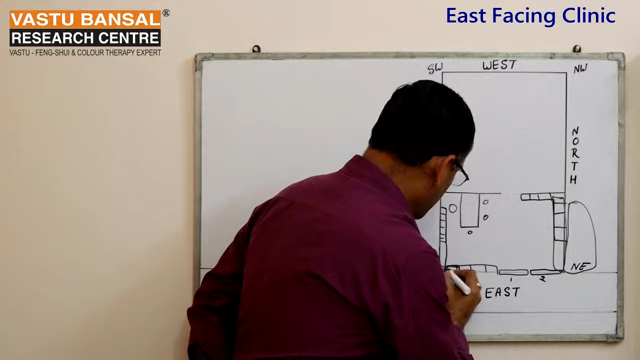 VASTU BANSAL®
RESEARCH CENTRE
VASTU - FENG-SHUI & COLOUR THERAPY EXPERT
East Facing Clinic
SW WEST NW
NORTH
NE
1 2
EAST